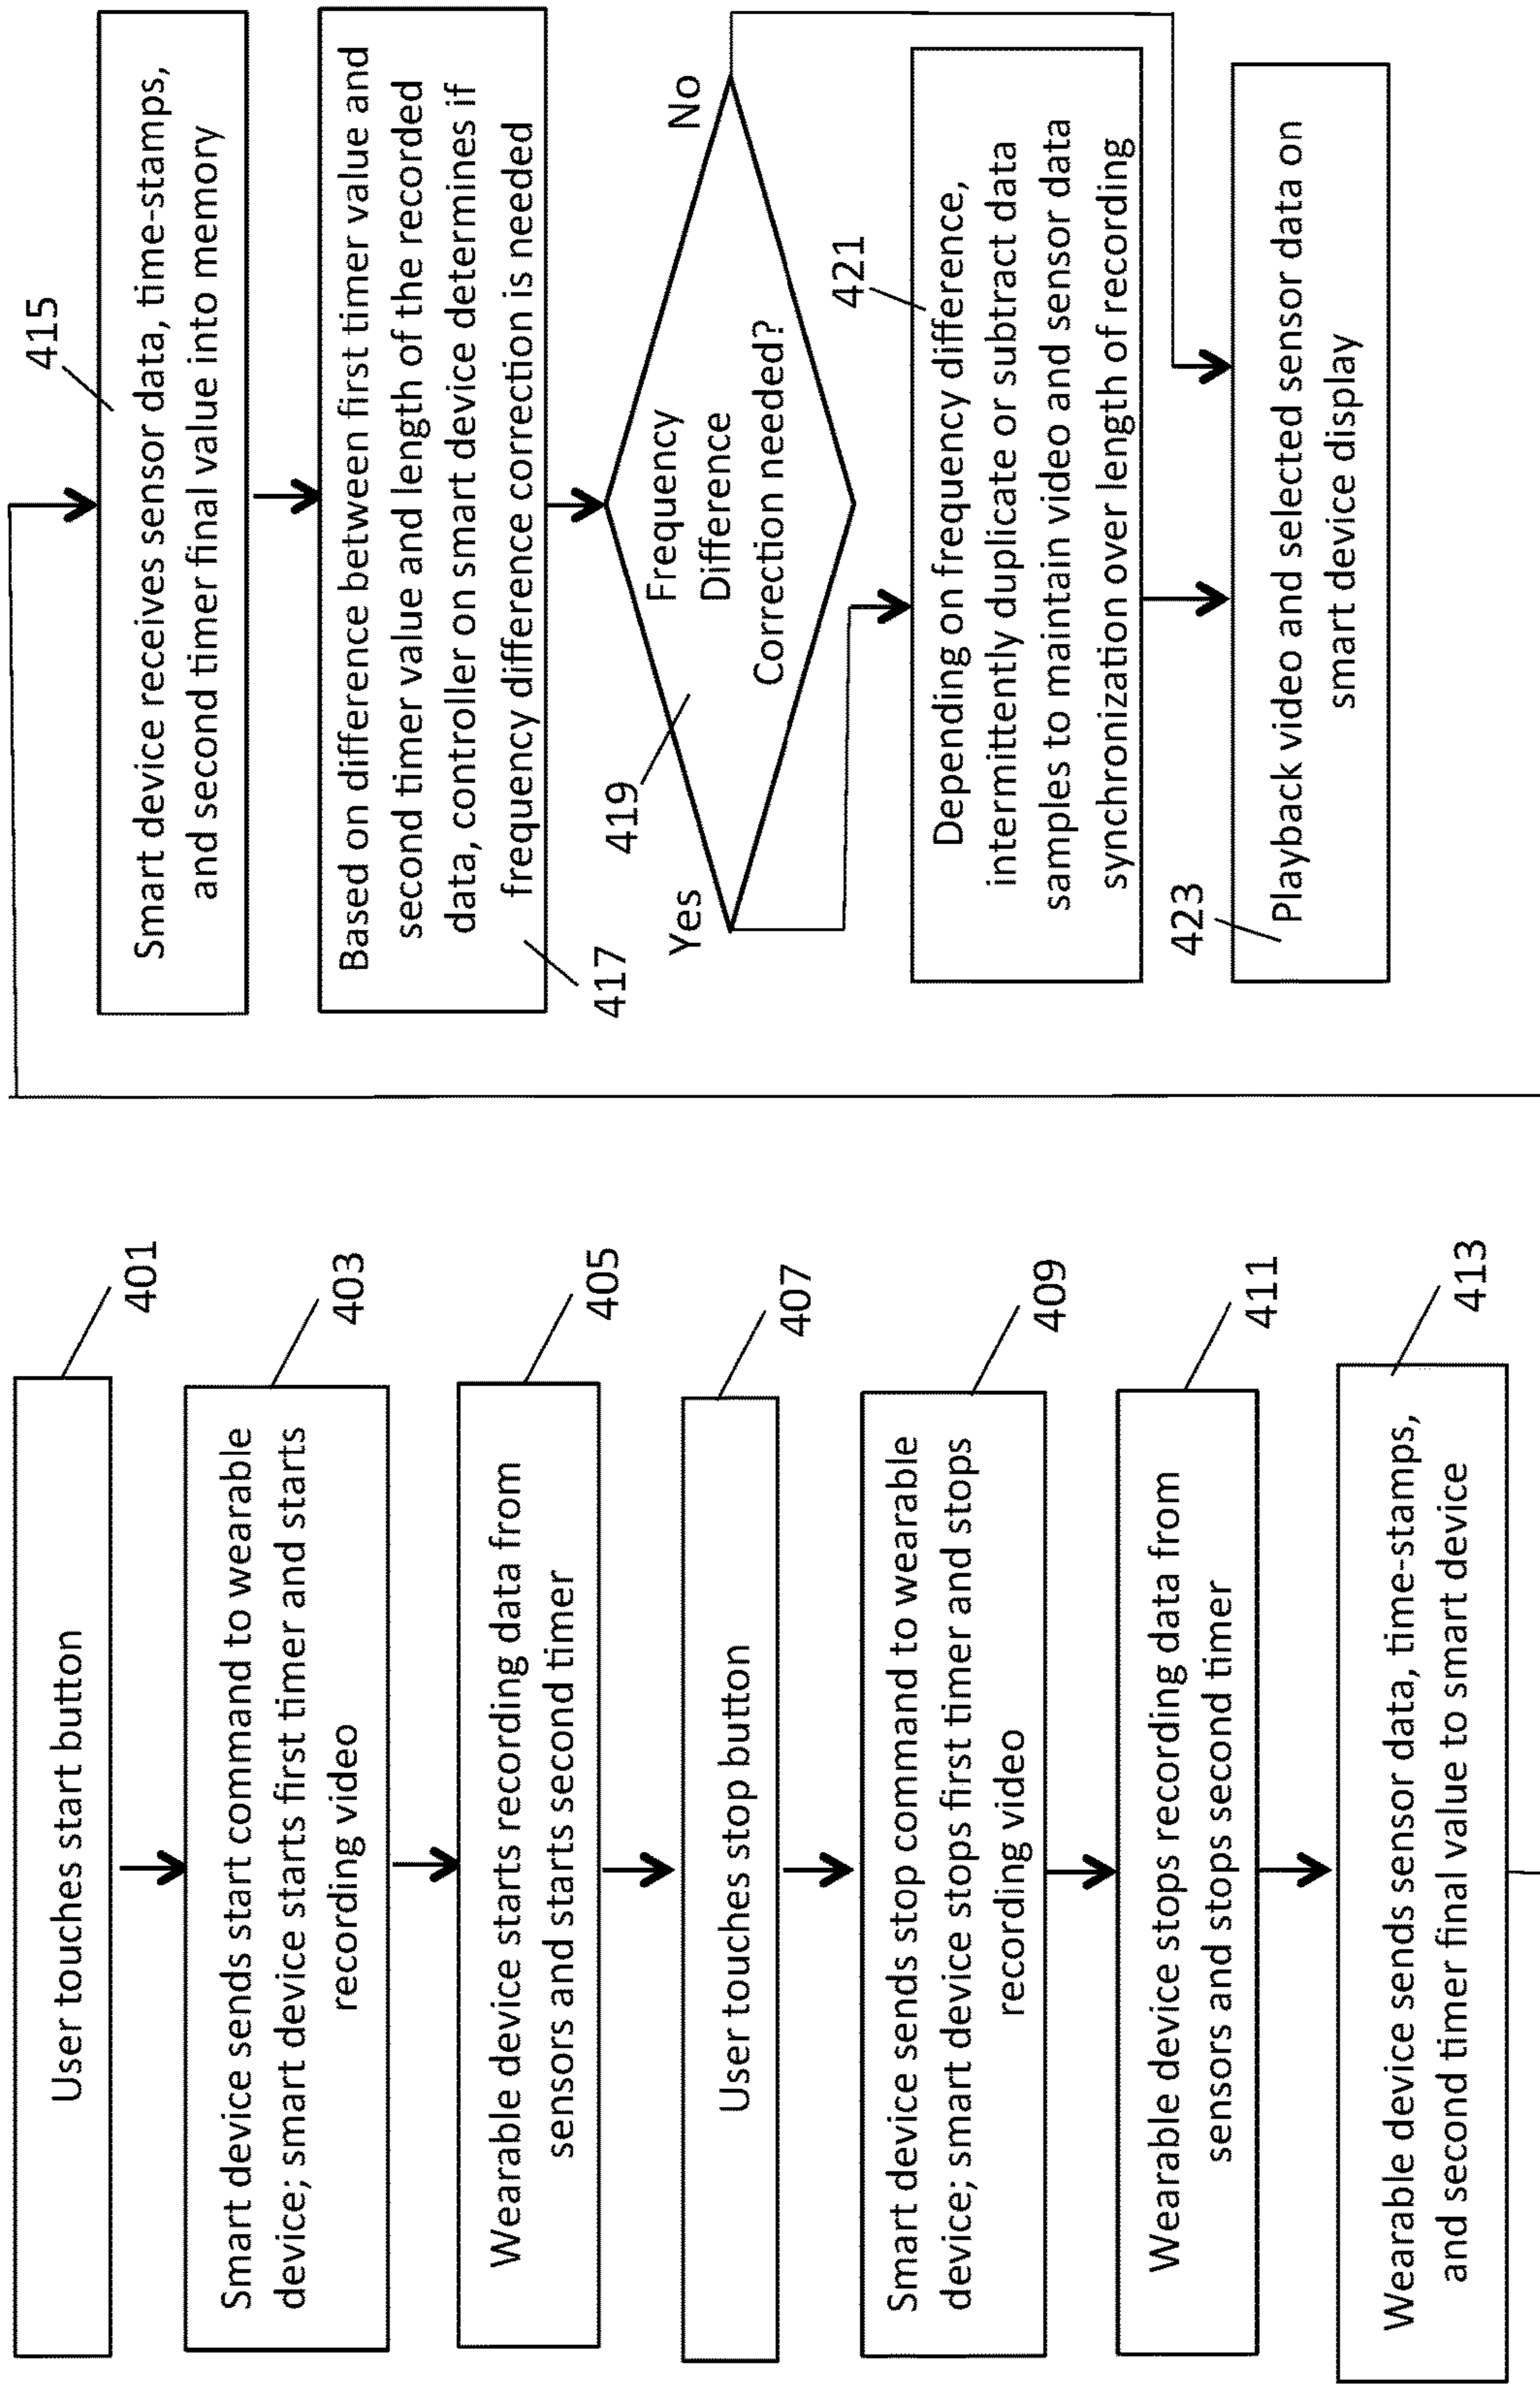 User touches start button
401
Smart device sends start command to wearable
device; smart device starts first timer and starts
recording video
403
Wearable device starts recording data from
sensors and starts second timer
405
User touches stop button
407
Smart device sends stop command to wearable
device; smart device stops first timer and stops
recording video
409
Wearable device stops recording data from
sensors and stops second timer
411
Wearable device sends sensor data, time-stamps,
and second timer final value to smart device
413
415
Smart device receives sensor data, time-stamps,
and second timer final value into memory
Based on difference between first timer value and
second timer value and length of the recorded
data, controller on smart device determines if
frequency difference correction is needed
417
419
Frequency
Difference
Correction needed?
Yes
No
421
Depending on frequency difference,
intermittently duplicate or subtract data
samples to maintain video and sensor data
synchronization over length of recording
423
Playback video and selected sensor data on
smart device display